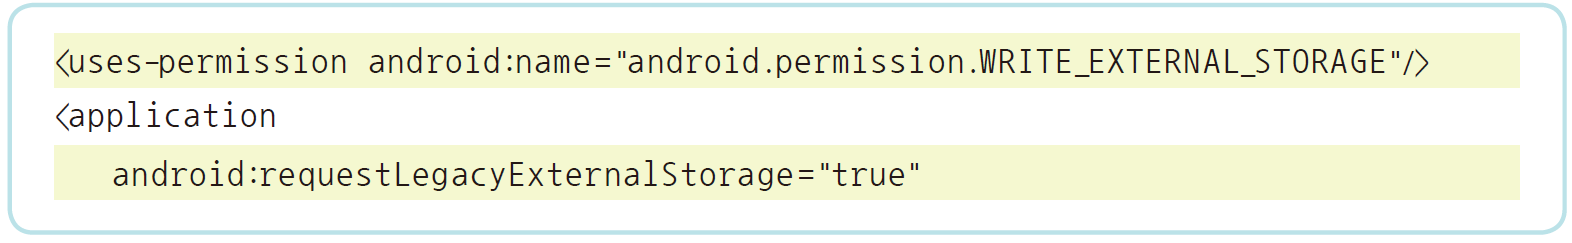 <uses-permission android:name="android.permission.WRITE_EXTERNAL_STORAGE"/>
<application
android:requestLegacyExternalStorage="true"